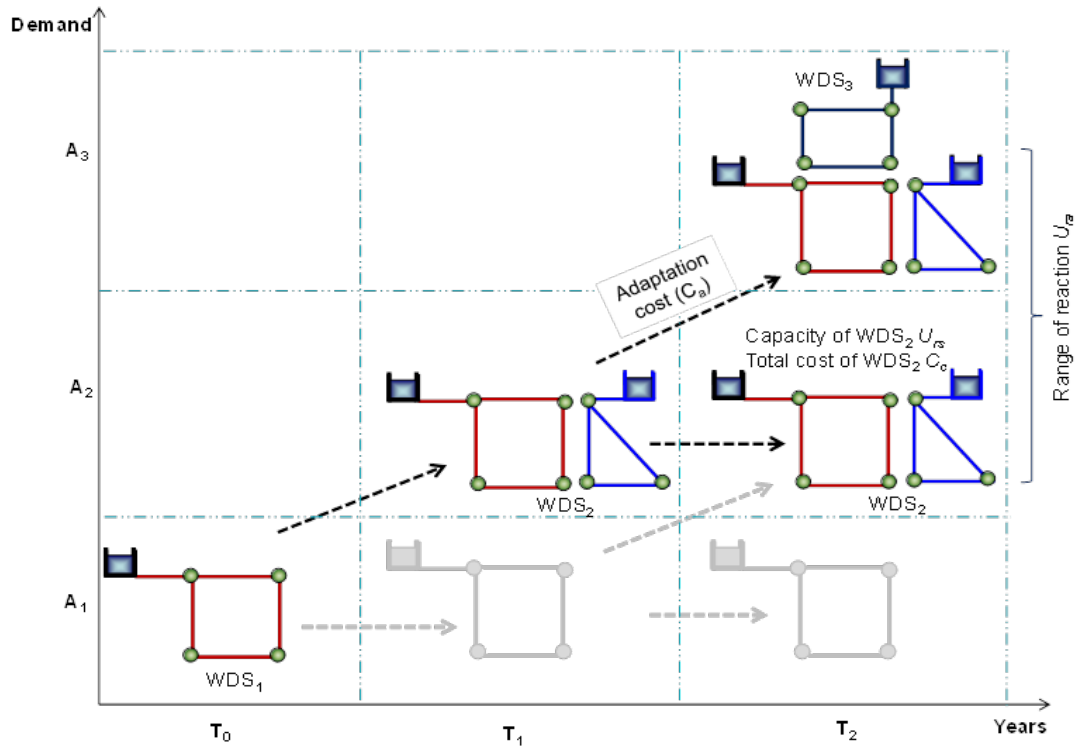 Demand
WDS3
A3
Adaptation
cost (Ca)
Range of reaction Ura
Capacity of WDS2 Urs
Total cost of WDS2 Cc
A2
WDS2
WDS2
A1
WDS1
T0
T1
T2
Years